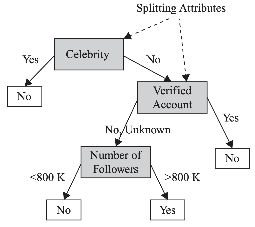 Splitting Attributes
Celebrity
Yes
No
No
Verified
Account
No, Unknown
Yes
Number of
Followers
No
<800 K
>800 K
No
Yes